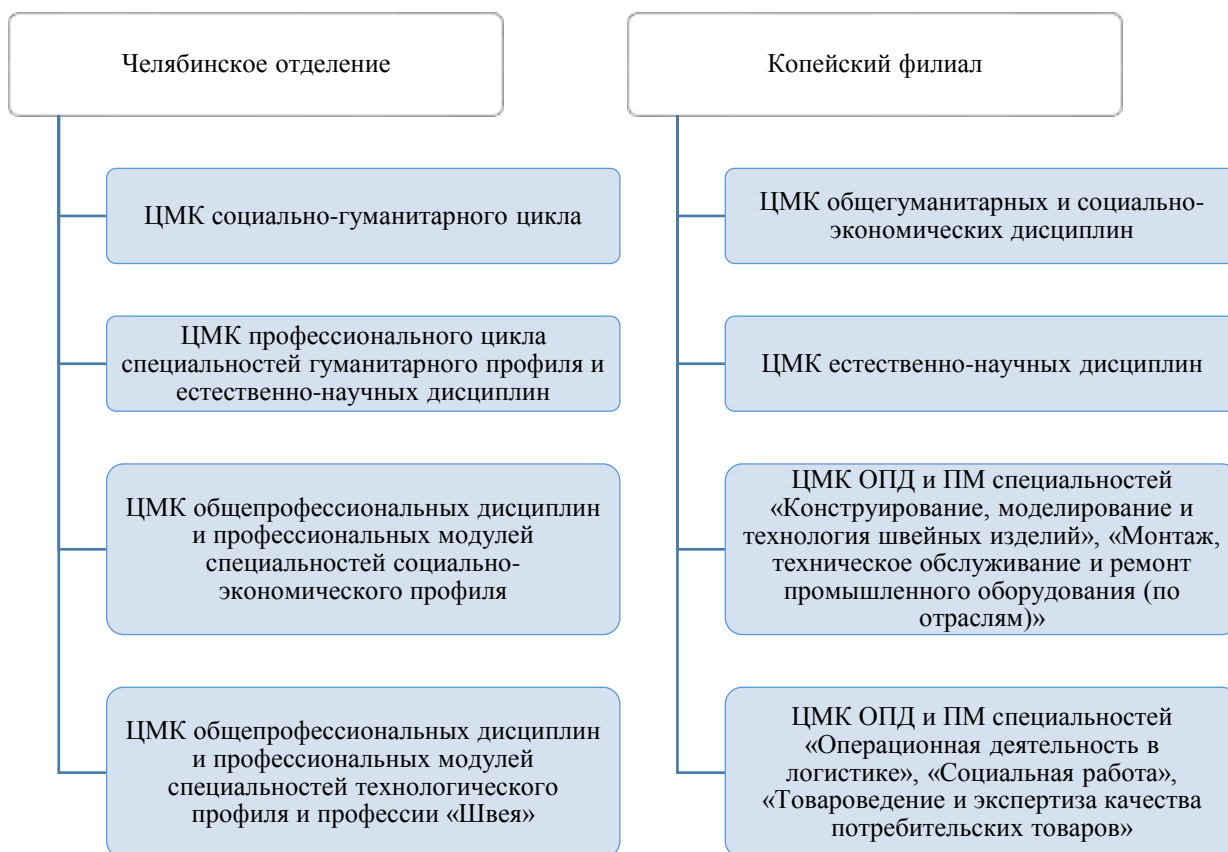 Челябинское отделение
ЦМК социально-гуманитарного цикла
ЦМК профессионального цикла
специальностей гуманитарного профиля и
естественно-научных дисциплин
ЦМК общепрофессиональных дисциплин
и профессиональных модулей
специальностей социально-
экономического профиля
ЦМК общепрофессиональных дисциплин
и профессиональных модулей
специальностей технологического
профиля и профессии «Швея»
Копейский филиал
ЦМК общегуманитарных и социально-
экономических дисциплин
ЦМК естественно-научных дисциплин
ЦМК ОПД и ПМ специальностей
«Конструирование, моделирование и
технология швейных изделий», «Монтаж,
техническое обслуживание и ремонт
промышленного оборудования (по
отраслям)»
ЦМК ОПД и ПМ специальностей
«Операционная деятельность в
логистике», «Социальная работа»,
«Товароведение и экспертиза качества
потребительских товаров»